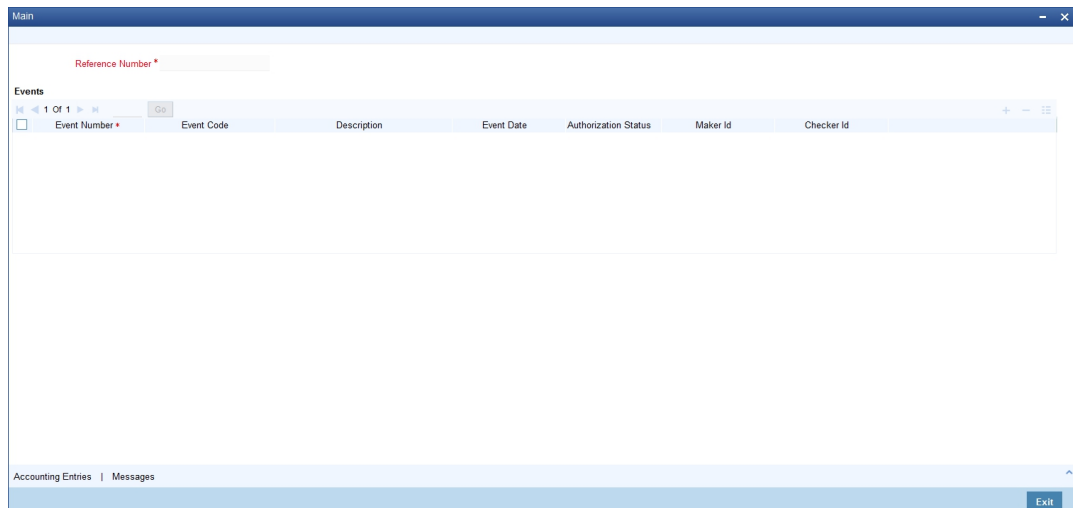 Main
Reference Number *
Events
1 Of 1 Go
Event Number * Event Code Description Event Date Authorization Status Maker Id Checker Id
Accounting Entries | Messages
Exit